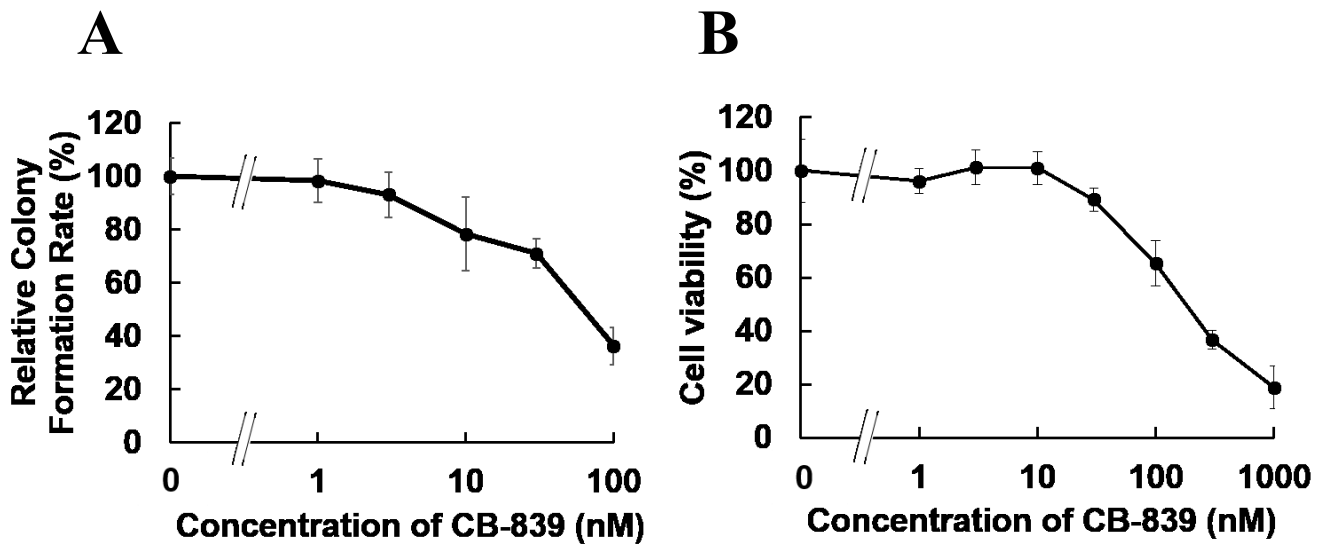 A
Relative Colony
Formation Rate (%)
120
100
80
60
40
20
0
0 1 10 100
Concentration of CB-839 (nM)
B
Cell viability (%)
120
100
80
60
40
20
0
0 1 10 100 1000
Concentration of CB-839 (nM)